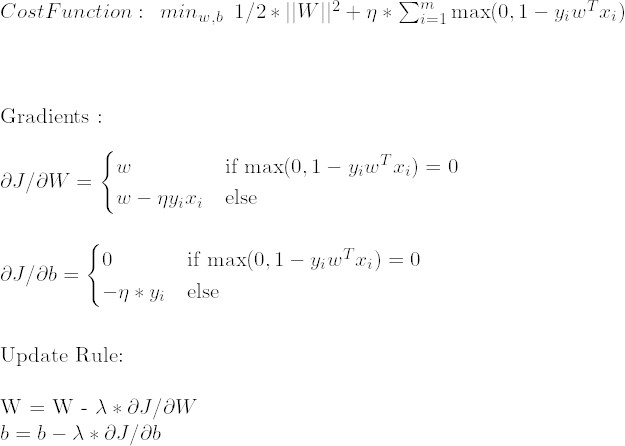 CostFunction : min_{w,b} 1/2 * ||W||^2 + η * ∑_{i=1}^{m} max(0, 1 − y_i w^T x_i)
Gradients :
∂J/∂W = { w if max(0, 1 − y_i w^T x_i) = 0
w − ηy_i x_i else
∂J/∂b = { 0 if max(0, 1 − y_i w^T x_i) = 0
−η * y_i else
Update Rule:
W = W - λ * ∂J/∂W
b = b − λ * ∂J/∂b